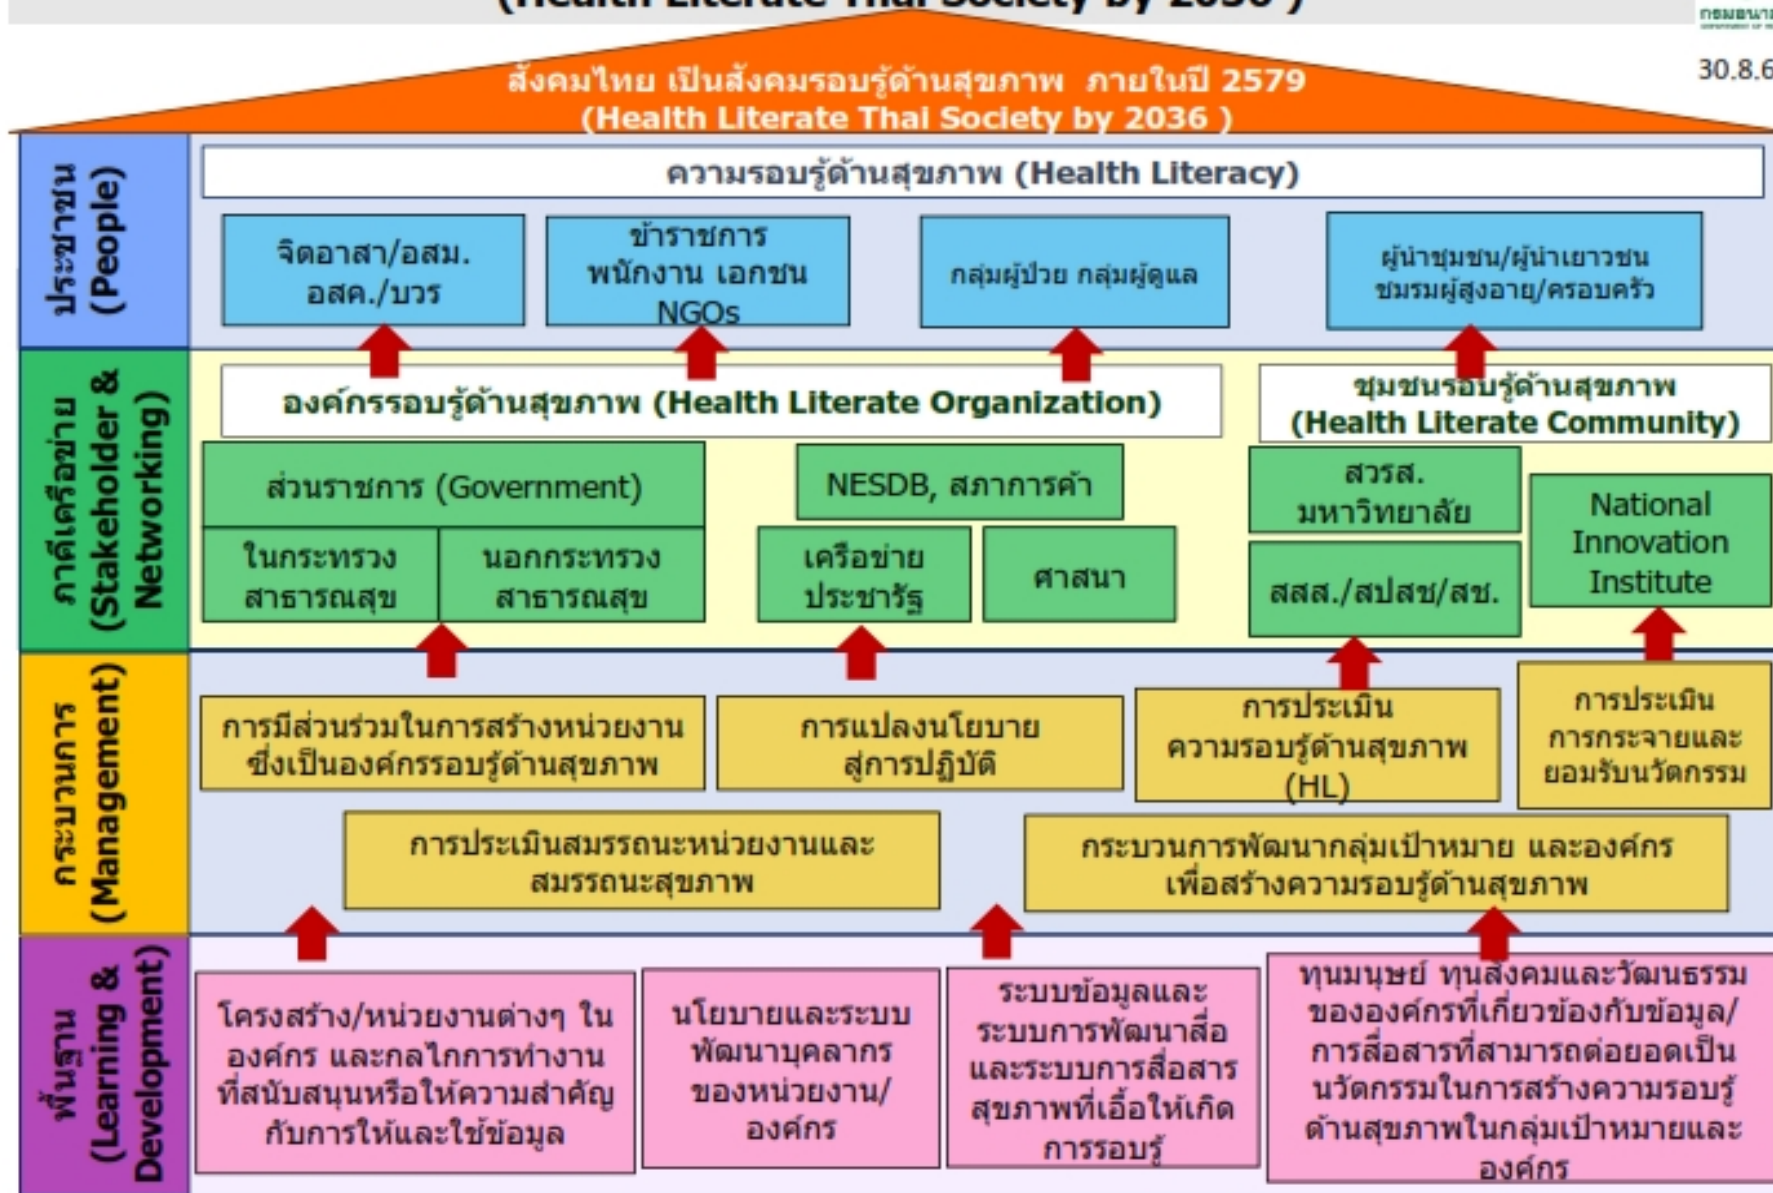 (Health Literate Thai Society by 2036 )
กรมอนามั
30.8.6
สังคมไทย เป็นสังคมรอบรู้ด้านสุขภาพ ภายในปี 2579
(Health Literate Thai Society by 2036 )
ประชาชน
(People)
ความรอบรู้ด้านสุขภาพ (Health Literacy)
จิตอาสา/อสม.
อสค./บวร
ข้าราชการ
พนักงาน เอกชน
NGOs
กลุ่มผู้ป่วย กลุ่มผู้ดูแล
ผู้นำชุมชน/ผู้นำเยาวชน
ชมรมผู้สูงอายุ/ครอบครัว
ภาคีเครือข่าย
(Stakeholder &
Networking)
องค์กรรอบรู้ด้านสุขภาพ (Health Literate Organization)
ชุมชนรอบรู้ด้านสุขภาพ
(Health Literate Community)
ส่วนราชการ (Government)
ในกระทรวง
สาธารณสุข
นอกกระทรวง
สาธารณสุข
NESDB, สภาการค้า
เครือข่าย
ประชารัฐ
ศาสนา
สวรส.
มหาวิทยาลัย
สสส./สปสช/สช.
National
Innovation
Institute
กระบวนการ
(Management)
การมีส่วนร่วมในการสร้างหน่วยงาน
ซึ่งเป็นองค์กรรอบรู้ด้านสุขภาพ
การแปลงนโยบาย
สู่การปฏิบัติ
การประเมิน
ความรอบรู้ด้านสุขภาพ
(HL)
การประเมิน
การกระจายและ
ยอมรับนวัตกรรม
การประเมินสมรรถนะหน่วยงานและ
สมรรถนะสุขภาพ
กระบวนการพัฒนากลุ่มเป้าหมาย และองค์กร
เพื่อสร้างความรอบรู้ด้านสุขภาพ
พื้นฐาน
(Learning &
Development)
โครงสร้าง/หน่วยงานต่างๆ ใน
องค์กร และกลไกการทำงาน
ที่สนับสนุนหรือให้ความสำคัญ
กับการให้และใช้ข้อมูล
นโยบายและระบบ
พัฒนาบุคลากร
ของหน่วยงาน/
องค์กร
ระบบข้อมูลและ
ระบบการพัฒนาสื่อ
และระบบการสื่อสาร
สุขภาพที่เอื้อให้เกิด
การรอบรู้
ทุนมนุษย์ ทุนสังคมและวัฒนธรรม
ขององค์กรที่เกี่ยวข้องกับข้อมูล/
การสื่อสารที่สามารถต่อยอดเป็น
นวัตกรรมในการสร้างความรอบรู้
ด้านสุขภาพในกลุ่มเป้าหมายและ
องค์กร